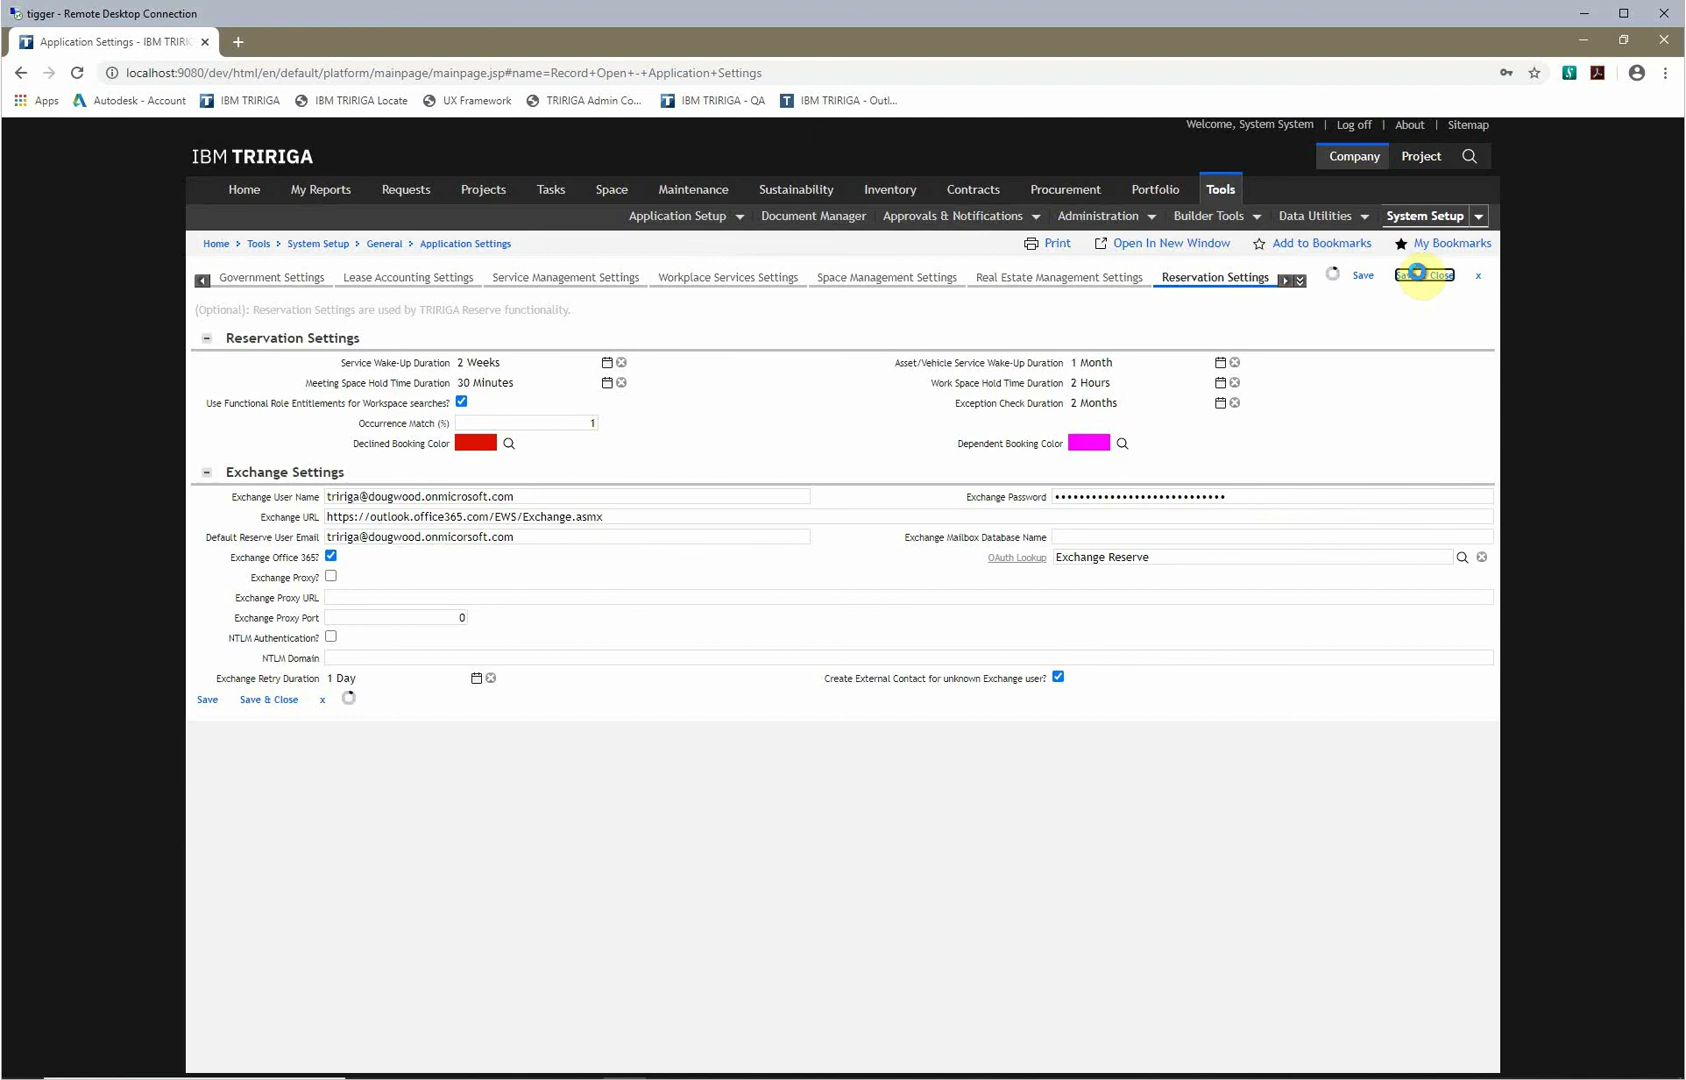 tigger - Remote Desktop Connection
Application Settings - IBM TRIRIG
localhost:9080/dev/html/en/default/platform/mainpage/mainpage.jsp#name=Record+Open+-+Application+Settings
Apps Autodesk - Account IBM TRIRIGA IBM TRIRIGA Locate UX Framework TRIRIGA Admin Co... IBM TRIRIGA - QA IBM TRIRIGA - Outl...
Welcome, System System | Log off | About | Sitemap
IBM TRIRIGA Company Project
Home My Reports Requests Projects Tasks Space Maintenance Sustainability Inventory Contracts Procurement Portfolio Tools
Application Setup Document Manager Approvals & Notifications Administration Builder Tools Data Utilities System Setup
Home > Tools > System Setup > General > Application Settings Print Open In New Window Add to Bookmarks My Bookmarks
Government Settings Lease Accounting Settings Service Management Settings Workplace Services Settings Space Management Settings Real Estate Management Settings Reservation Settings Save Close x
(Optional): Reservation Settings are used by TRIRIGA Reserve functionality.
Reservation Settings
Service Wake-Up Duration 2 Weeks Asset/Vehicle Service Wake-Up Duration 1 Month
Meeting Space Hold Time Duration 30 Minutes Work Space Hold Time Duration 2 Hours
Use Functional Role Entitlements for Workspace searches? Exception Check Duration 2 Months
Occurrence Match (%) 1
Declined Booking Color Dependent Booking Color
Exchange Settings
Exchange User Name tririga@dougwood.onmicrosoft.com Exchange Password ••••••••••••••••••••••••••••
Exchange URL https://outlook.office365.com/EWS/Exchange.asmx
Default Reserve User Email tririga@dougwood.onmicorsoft.com Exchange Mailbox Database Name
Exchange Office 365? OAuth Lookup Exchange Reserve
Exchange Proxy?
Exchange Proxy URL
Exchange Proxy Port 0
NTLM Authentication?
NTLM Domain
Exchange Retry Duration 1 Day Create External Contact for unknown Exchange user?
Save Save & Close x